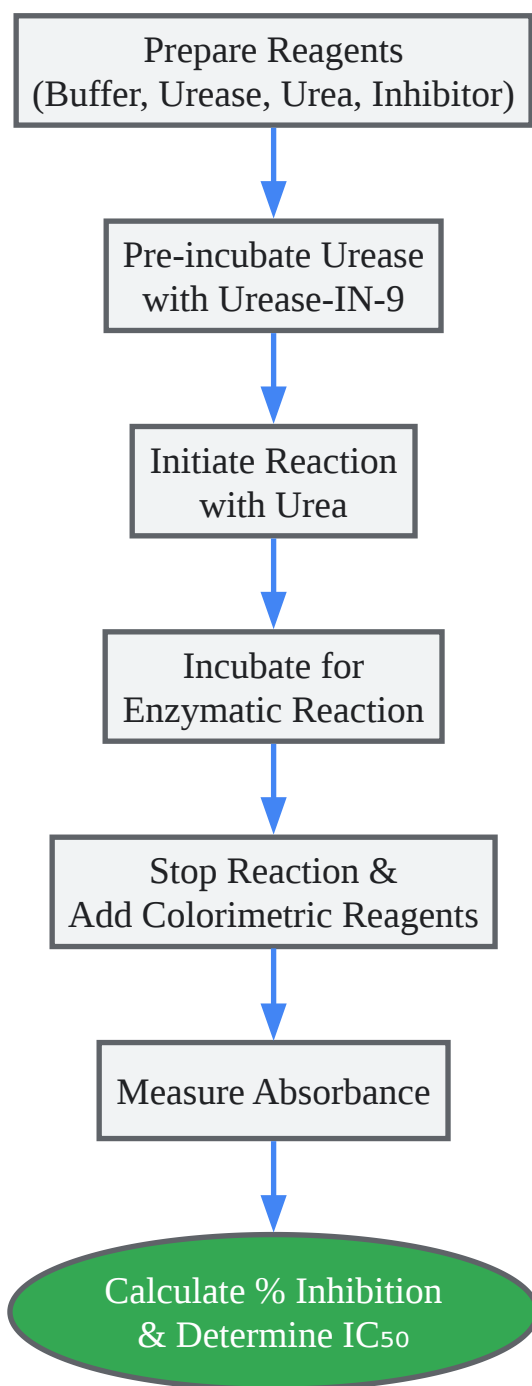 Prepare Reagents
(Buffer, Urease, Urea, Inhibitor)
Pre-incubate Urease
with Urease-IN-9
Initiate Reaction
with Urea
Incubate for
Enzymatic Reaction
Stop Reaction &
Add Colorimetric Reagents
Measure Absorbance
Calculate % Inhibition
& Determine IC₅₀